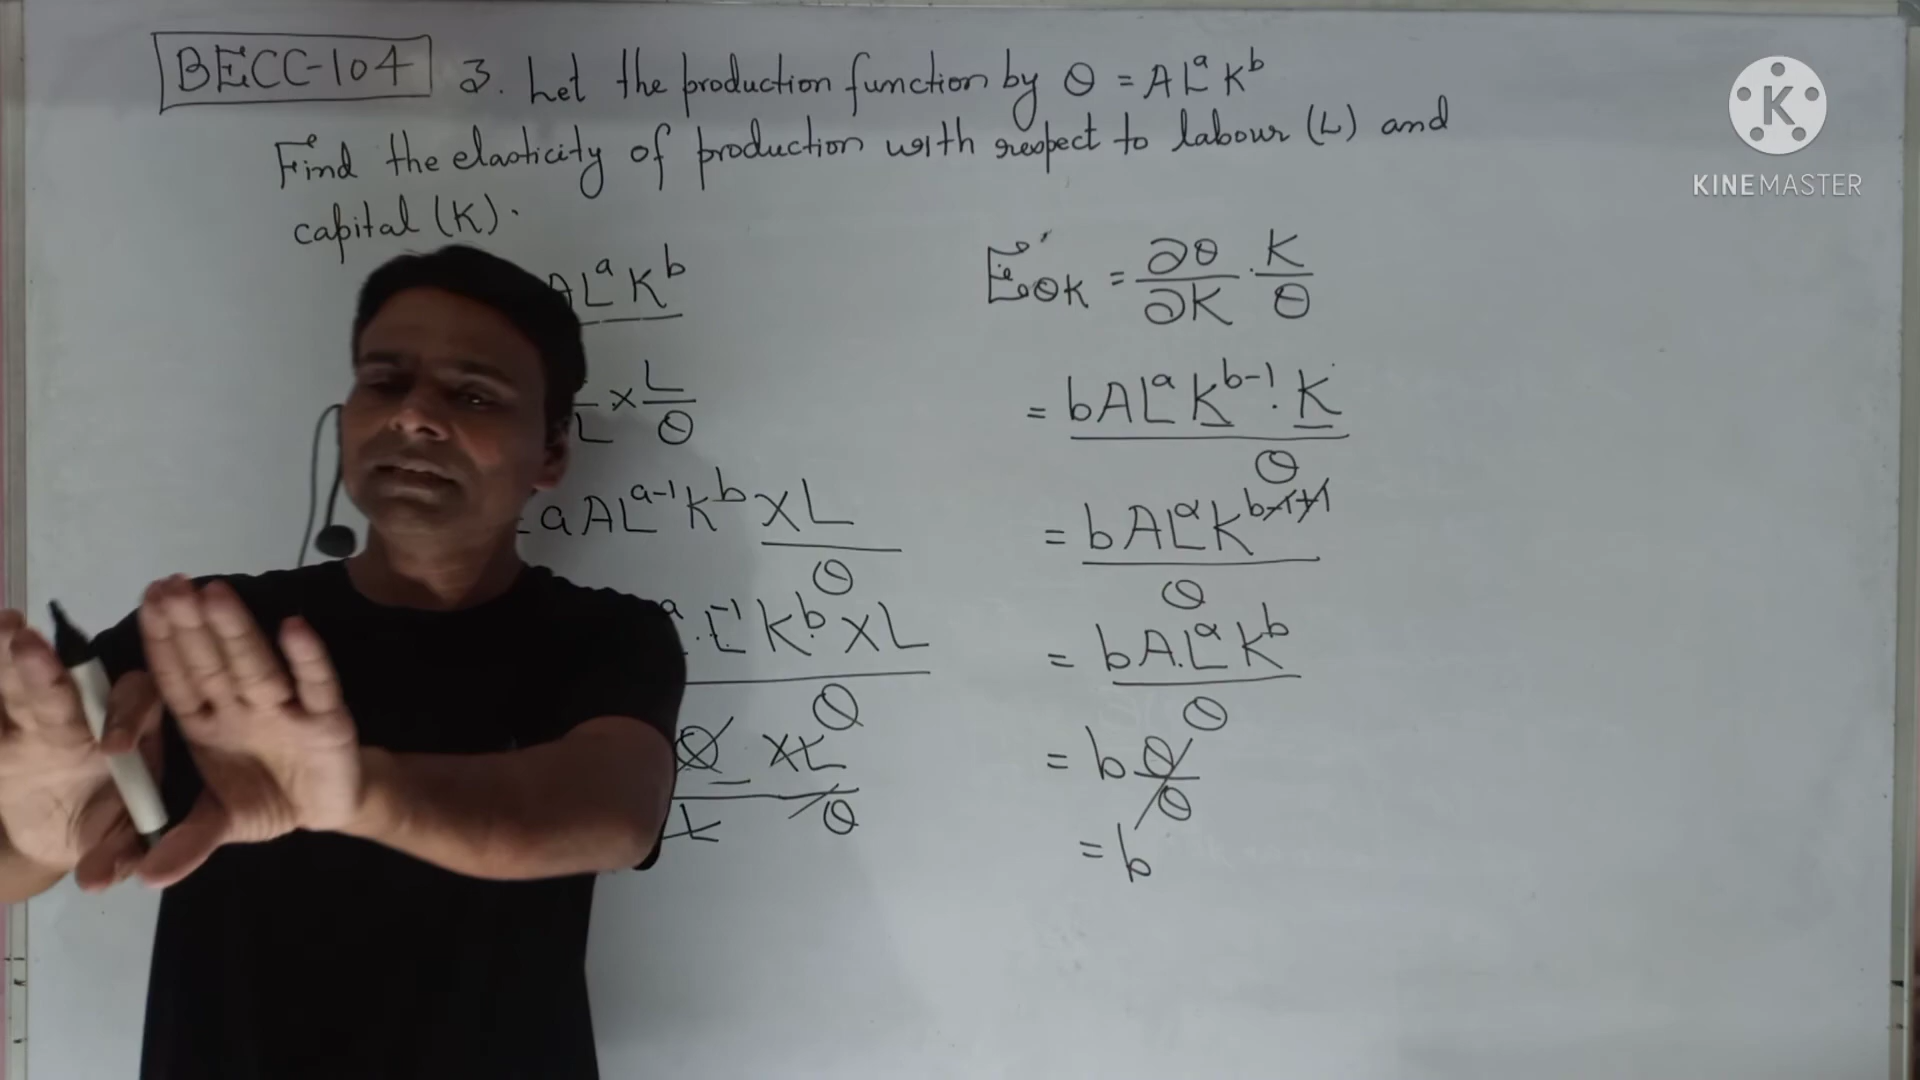 BECC-104 3. Let the production function by Q = AL^a K^b
Find the elasticity of production with respect to labour (L) and
capital (K).
AL^a K^b
L × L/Q
= aAL^(a-1) K^b × L
Q
a . L^-1 K^b × L
Q
Q × L
L Q
E_QK = ∂Q/∂K . K/Q
= bAL^a K^(b-1) . K
Q
= bAL^a K^(b-1+1)
Q
= bA.L^a K^b
Q
= b Q/Q
= b
K
KINEMASTER